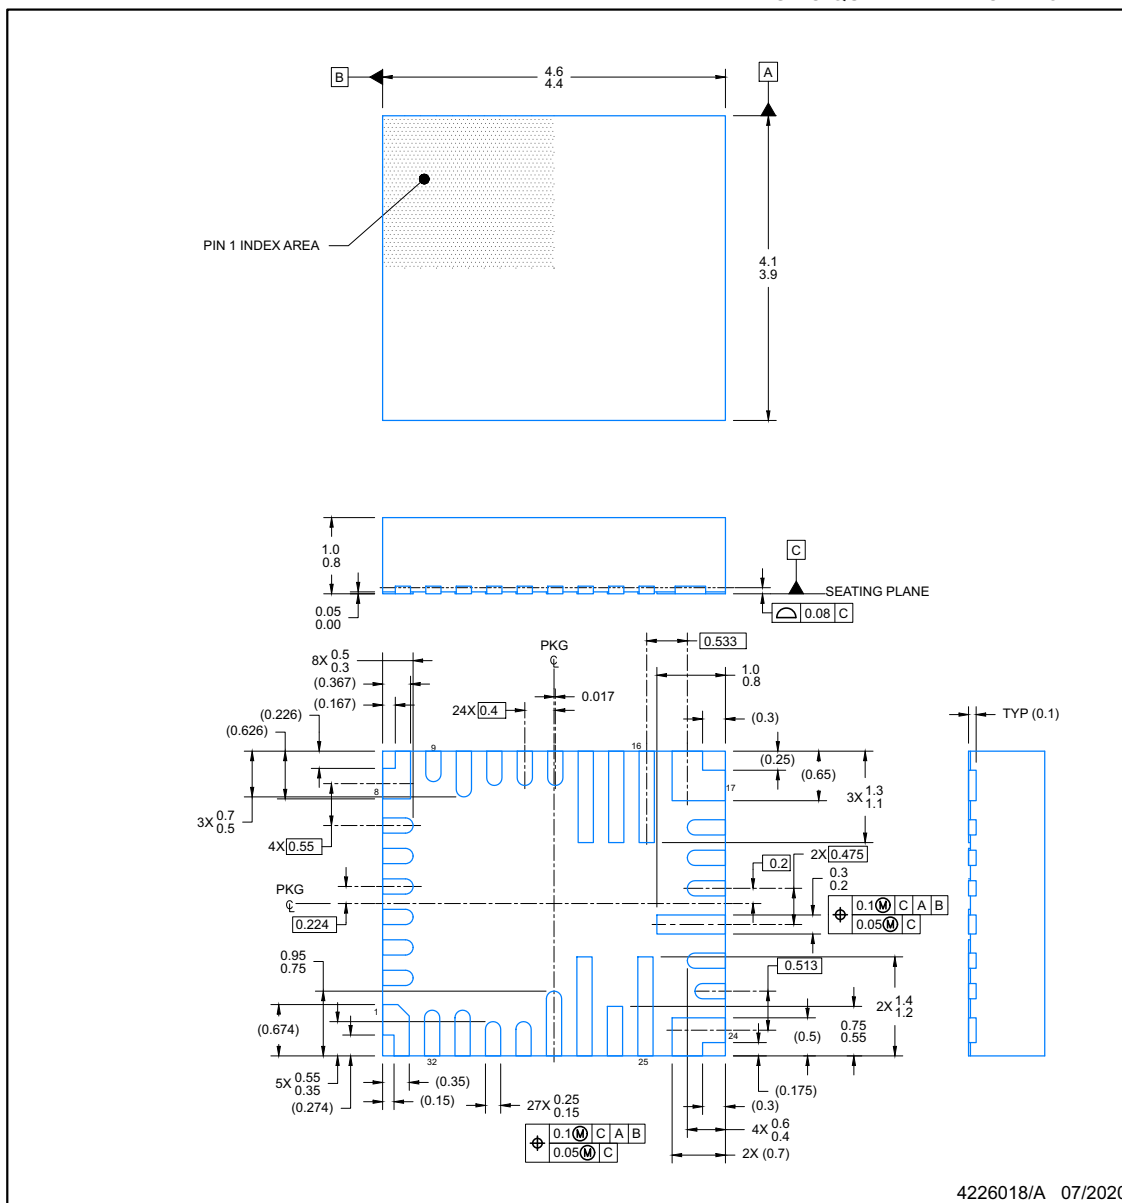 B
4.6
4.4
A
PIN 1 INDEX AREA
4.1
3.9
1.0
0.8
C
0.05
0.00
SEATING PLANE
0.08 C
PKG
℄
0.533
8X 0.5
0.3
1.0
0.8
(0.367)
0.017
(0.167)
24X 0.4
(0.226)
(0.3)
TYP (0.1)
(0.626)
9
16
(0.25)
(0.65)
8
17
3X 1.3
1.1
3X 0.7
0.5
4X 0.55
2X 0.475
0.2
0.3
0.2
PKG
℄
0.1 Ⓜ C A B
0.05 Ⓜ C
0.224
0.95
0.75
0.513
1
2X 1.4
1.2
(0.674)
0.75
0.55
(0.5)
24
32
25
5X 0.55
0.35
(0.35)
(0.175)
(0.274)
(0.15)
27X 0.25
0.15
(0.3)
0.1 Ⓜ C A B
0.05 Ⓜ C
4X 0.6
0.4
2X (0.7)
4226018/A 07/2020